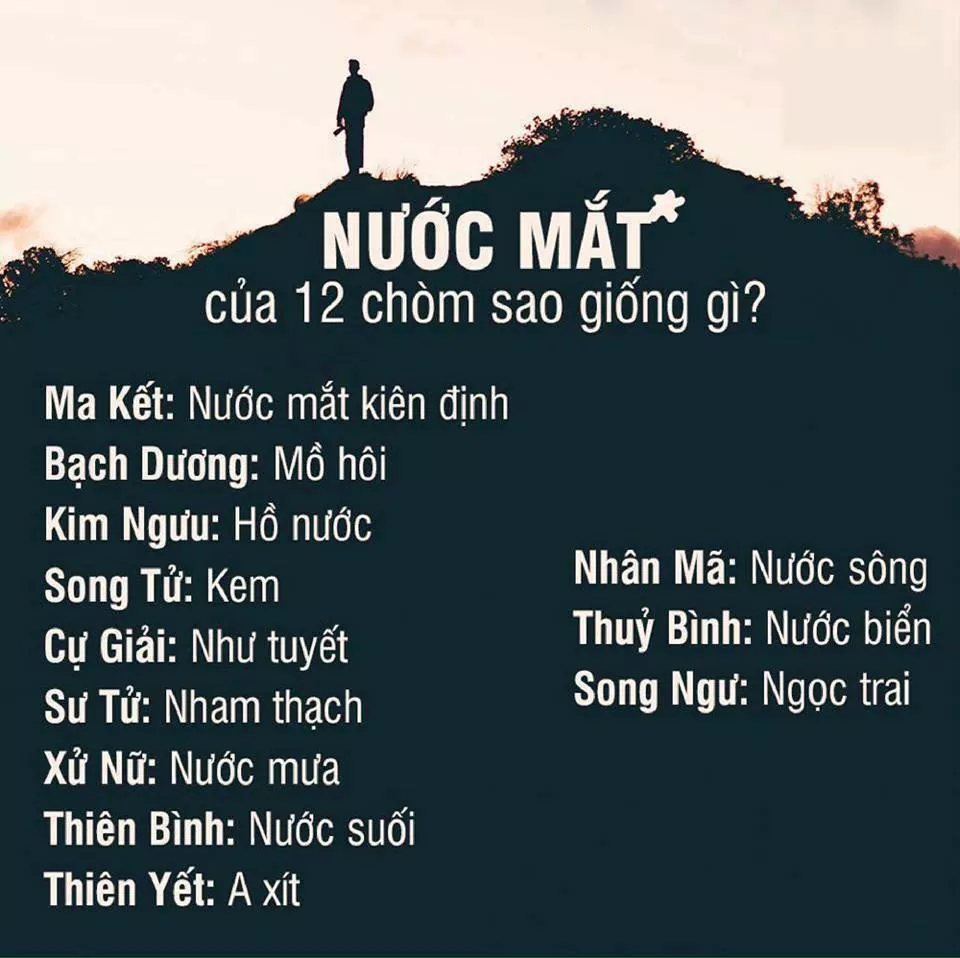 NƯỚC MẮT
của 12 chòm sao giống gì?
Ma Kết: Nước mắt kiên định
Bạch Dương: Mồ hôi
Kim Ngưu: Hồ nước
Song Tử: Kem
Cự Giải: Như tuyết
Sư Tử: Nham thạch
Xử Nữ: Nước mưa
Thiên Bình: Nước suối
Thiên Yết: A xít
Nhân Mã: Nước sông
Thuỷ Bình: Nước biển
Song Ngư: Ngọc trai